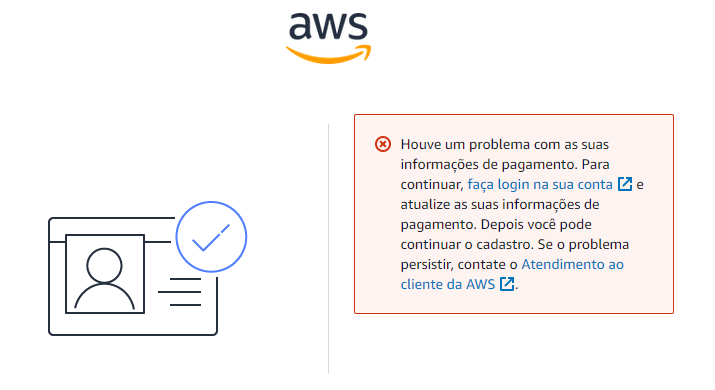 aws
Houve um problema com as suas
informações de pagamento. Para
continuar, faça login na sua conta e
atualize as suas informações de
pagamento. Depois você pode
continuar o cadastro. Se o problema
persistir, contate o Atendimento ao
cliente da AWS.